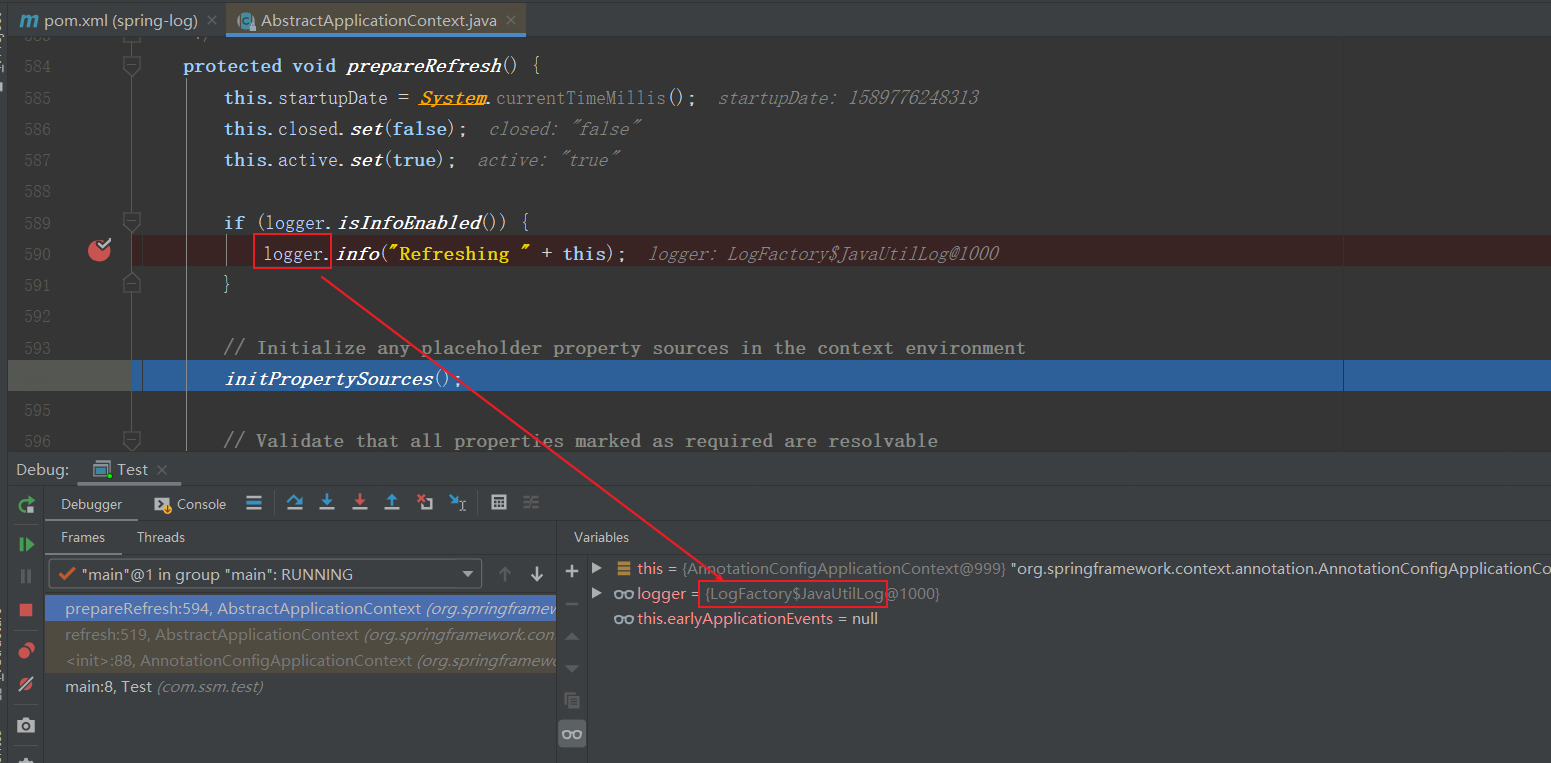 pom.xml (spring-log)
AbstractApplicationContext.java
584 protected void prepareRefresh() {
585 this.startupDate = System.currentTimeMillis(); startupDate: 1589776248313
586 this.closed.set(false); closed: "false"
587 this.active.set(true); active: "true"
588
589 if (logger.isInfoEnabled()) {
590 logger.info("Refreshing " + this); logger: LogFactory$JavaUtilLog@1000
591 }
592
593 // Initialize any placeholder property sources in the context environment
initPropertySources();
595
596 // Validate that all properties marked as required are resolvable
Debug: Test
Debugger Console
Frames Threads
"main"@1 in group "main": RUNNING
prepareRefresh:594, AbstractApplicationContext (org.springframew
refresh:519, AbstractApplicationContext (org.springframework.con
<init>:88, AnnotationConfigApplicationContext (org.springframewo
main:8, Test (com.ssm.test)
Variables
this = {AnnotationConfigApplicationContext@999} "org.springframework.context.annotation.AnnotationConfigApplicationCo
logger = {LogFactory$JavaUtilLog@1000}
this.earlyApplicationEvents = null